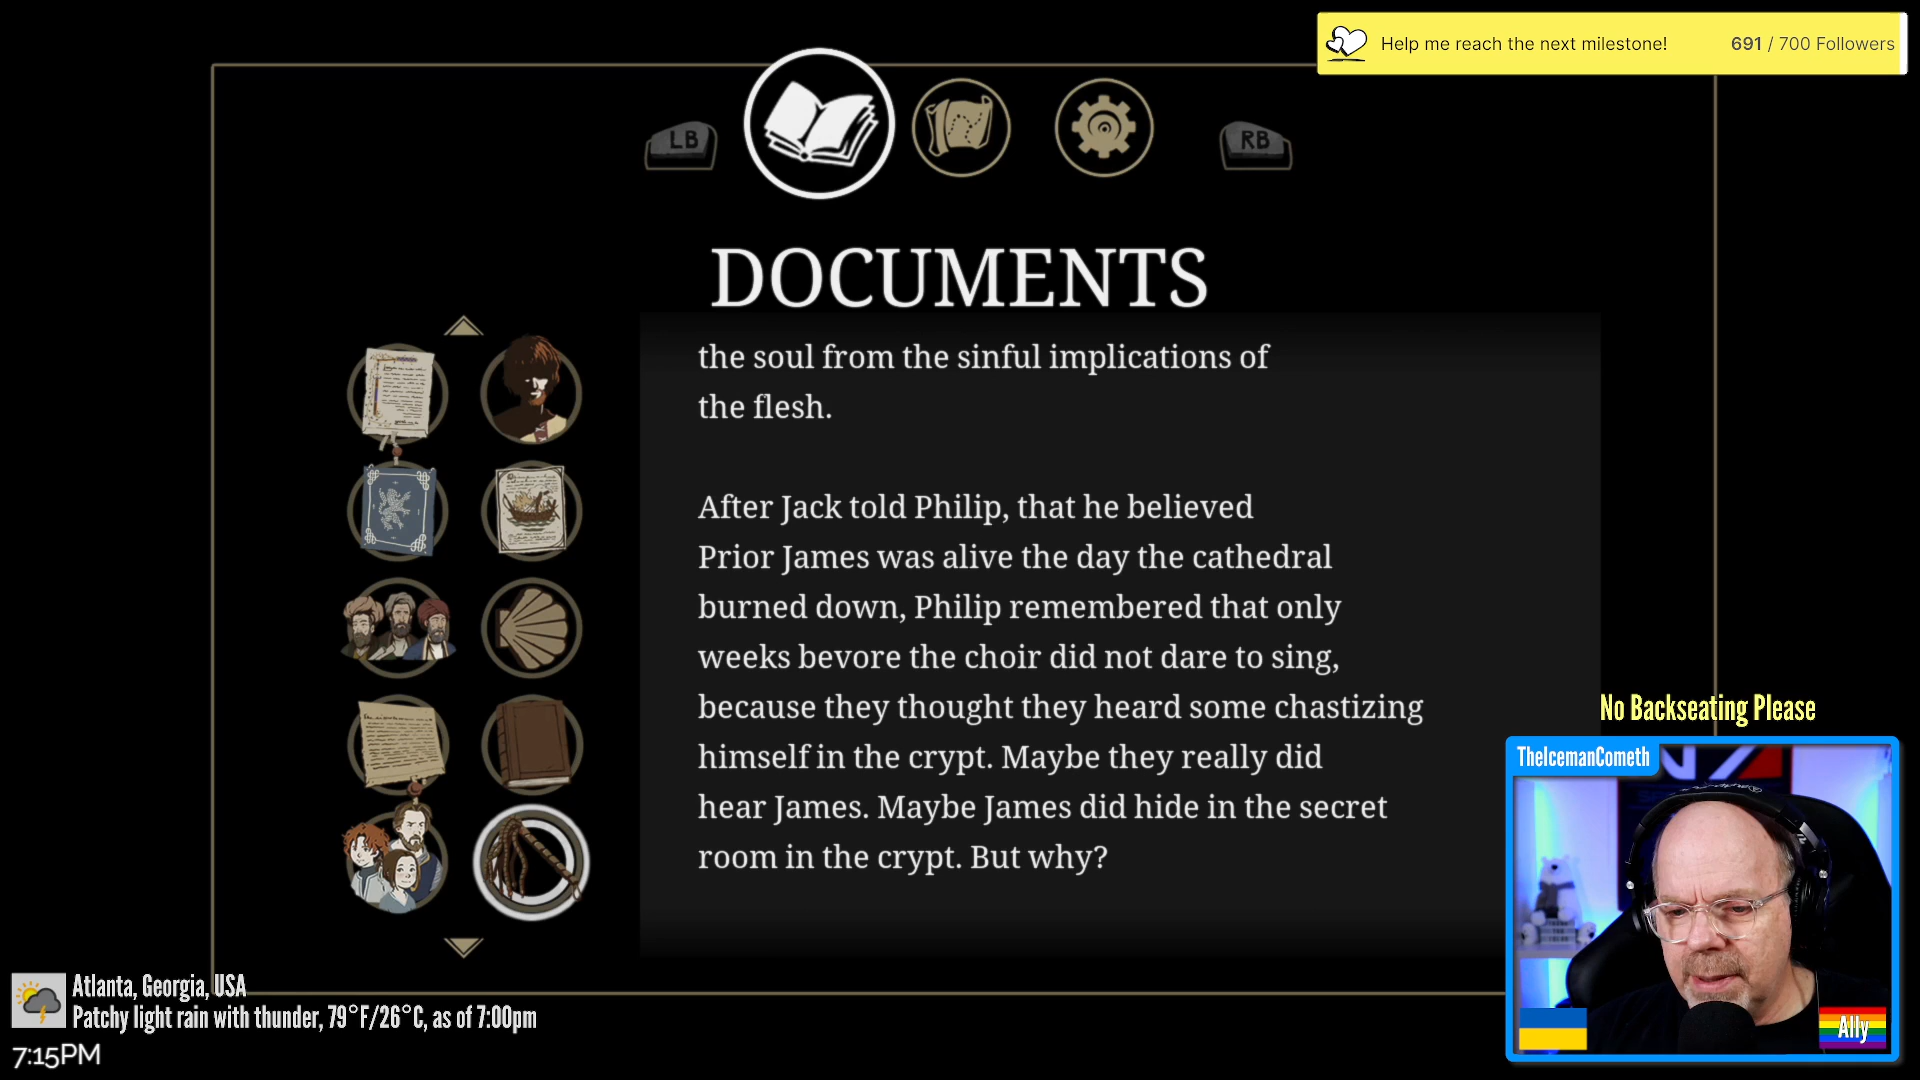 Help me reach the next milestone! 691 / 700 Followers
LB
RB
DOCUMENTS
the soul from the sinful implications of
the flesh.
After Jack told Philip, that he believed
Prior James was alive the day the cathedral
burned down, Philip remembered that only
weeks bevore the choir did not dare to sing,
because they thought they heard some chastizing
himself in the crypt. Maybe they really did
hear James. Maybe James did hide in the secret
room in the crypt. But why?
No Backseating Please
TheIcemanCometh
Ally
Atlanta, Georgia, USA
Patchy light rain with thunder, 79°F/26°C, as of 7:00pm
7:15PM